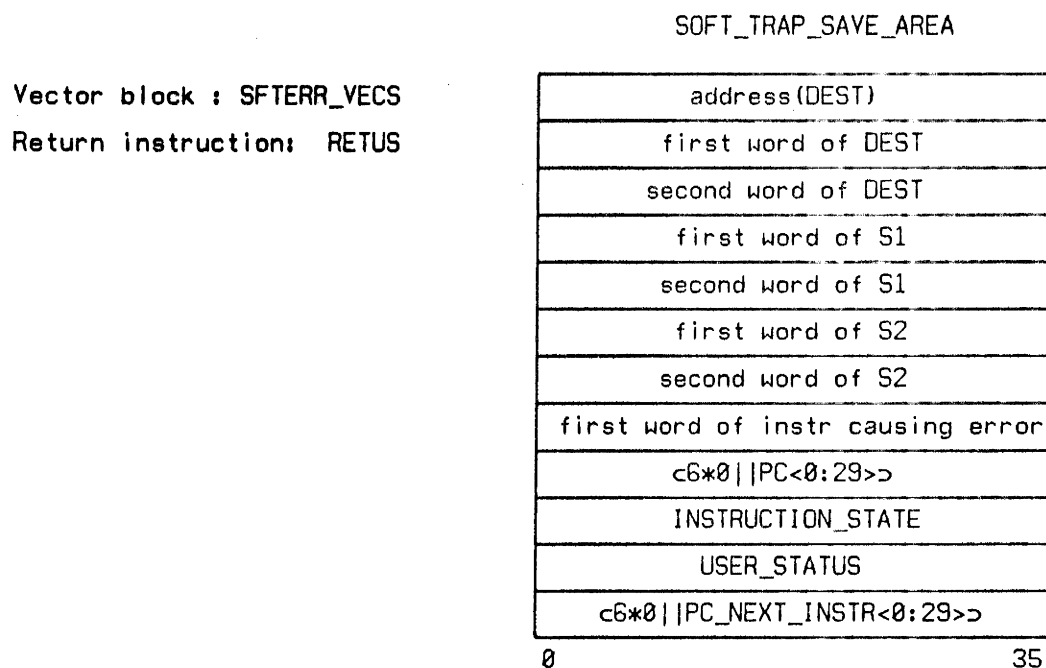 SOFT_TRAP_SAVE_AREA
Vector block : SFTERR_VECS
Return instruction: RETUS
address(DEST)
first word of DEST
second word of DEST
first word of S1
second word of S1
first word of S2
second word of S2
first word of instr causing error
⊂6*0||PC<0:29>⊃
INSTRUCTION_STATE
USER_STATUS
⊂6*0||PC_NEXT_INSTR<0:29>⊃
0 35